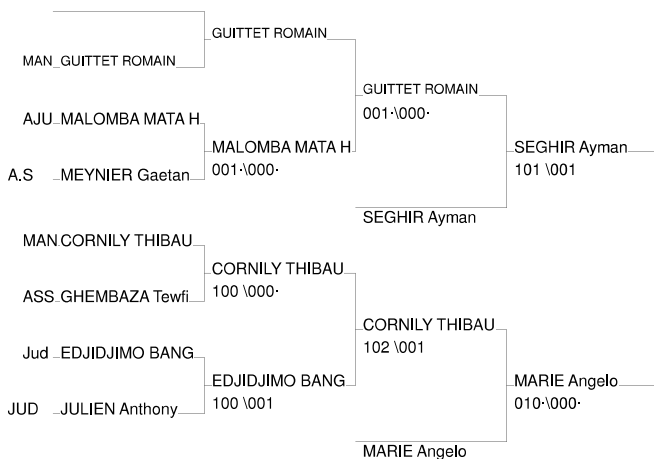 GUITTET ROMAIN
MAN GUITTET ROMAIN
GUITTET ROMAIN
001·\000·
AJU MALOMBA MATA H
MALOMBA MATA H
001·\000·
SEGHIR Ayman
101 \001
A.S MEYNIER Gaetan
SEGHIR Ayman
MAN CORNILY THIBAU
CORNILY THIBAU
100 \000·
ASS GHEMBAZA Tewfi
CORNILY THIBAU
102 \001
Jud EDJIDJIMO BANG
EDJIDJIMO BANG
100 \001
MARIE Angelo
010·\000·
JUD JULIEN Anthony
MARIE Angelo